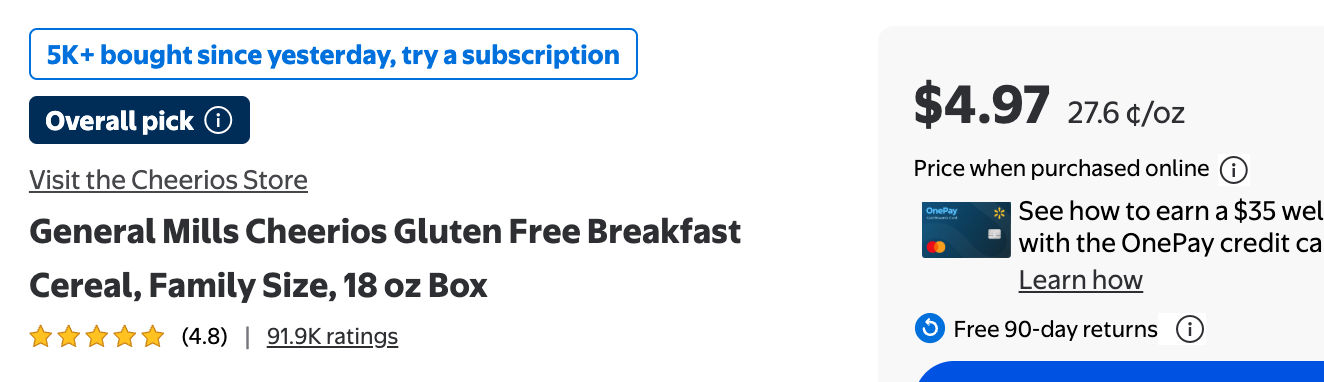 5K+ bought since yesterday, try a subscription
Overall pick
Visit the Cheerios Store
General Mills Cheerios Gluten Free Breakfast
Cereal, Family Size, 18 oz Box
(4.8) | 91.9K ratings
$4.97 27.6 ¢/oz
Price when purchased online
OnePay
See how to earn a $35 wel
with the OnePay credit ca
Learn how
Free 90-day returns